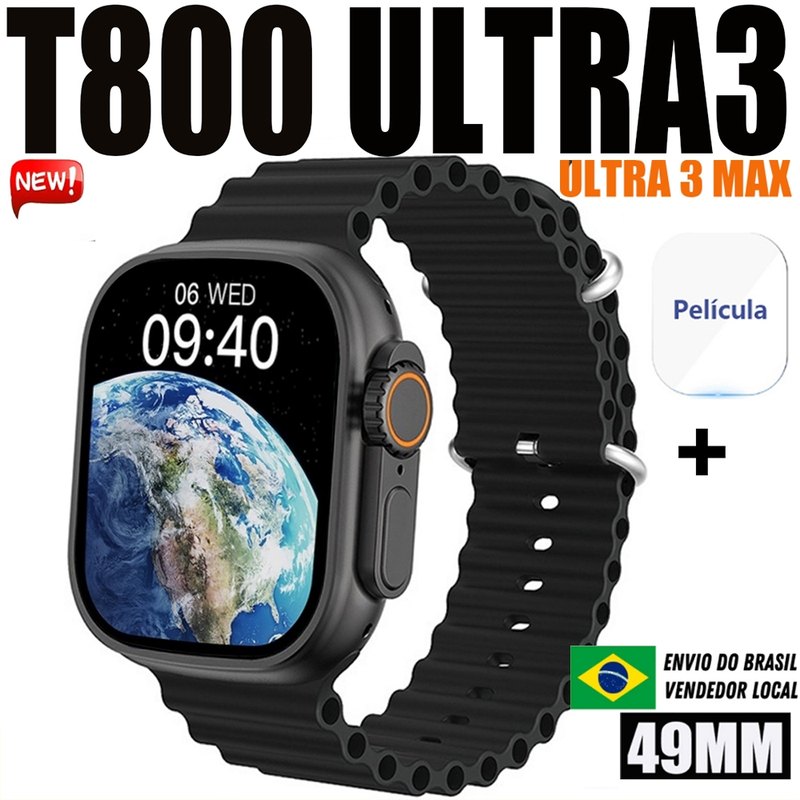 T800 ULTRA3
NEW!
ULTRA 3 MAX
06 WED
09:40
Película
+
ENVIO DO BRASIL
VENDEDOR LOCAL
49MM